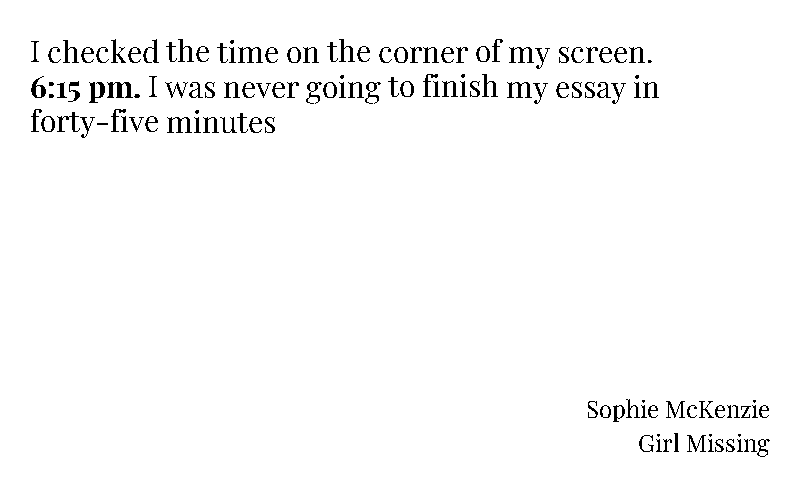 I checked the time on the corner of my screen.
6:15 pm. I was never going to finish my essay in
forty-five minutes
Sophie McKenzie
Girl Missing